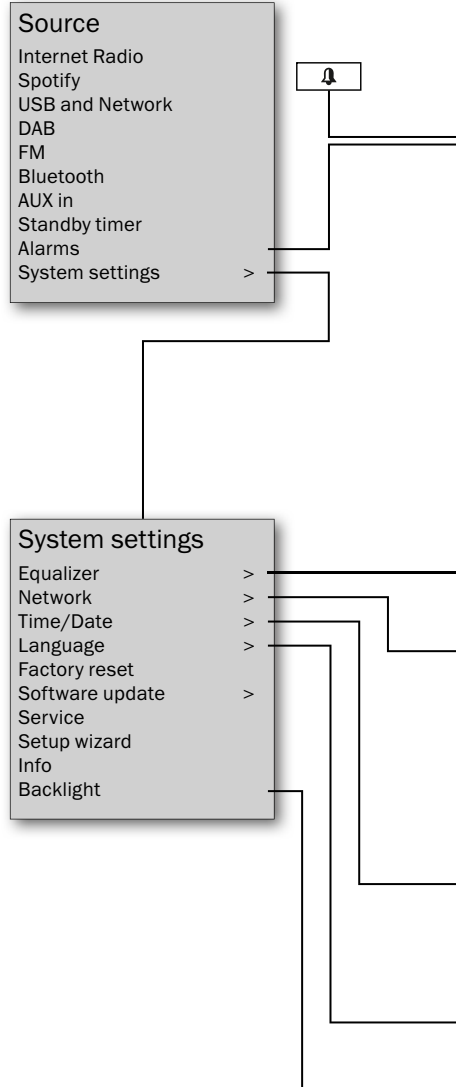 Source
Internet Radio
Spotify
USB and Network
DAB
FM
Bluetooth
AUX in
Standby timer
Alarms
System settings >
System settings
Equalizer >
Network >
Time/Date >
Language >
Factory reset
Software update >
Service
Setup wizard
Info
Backlight